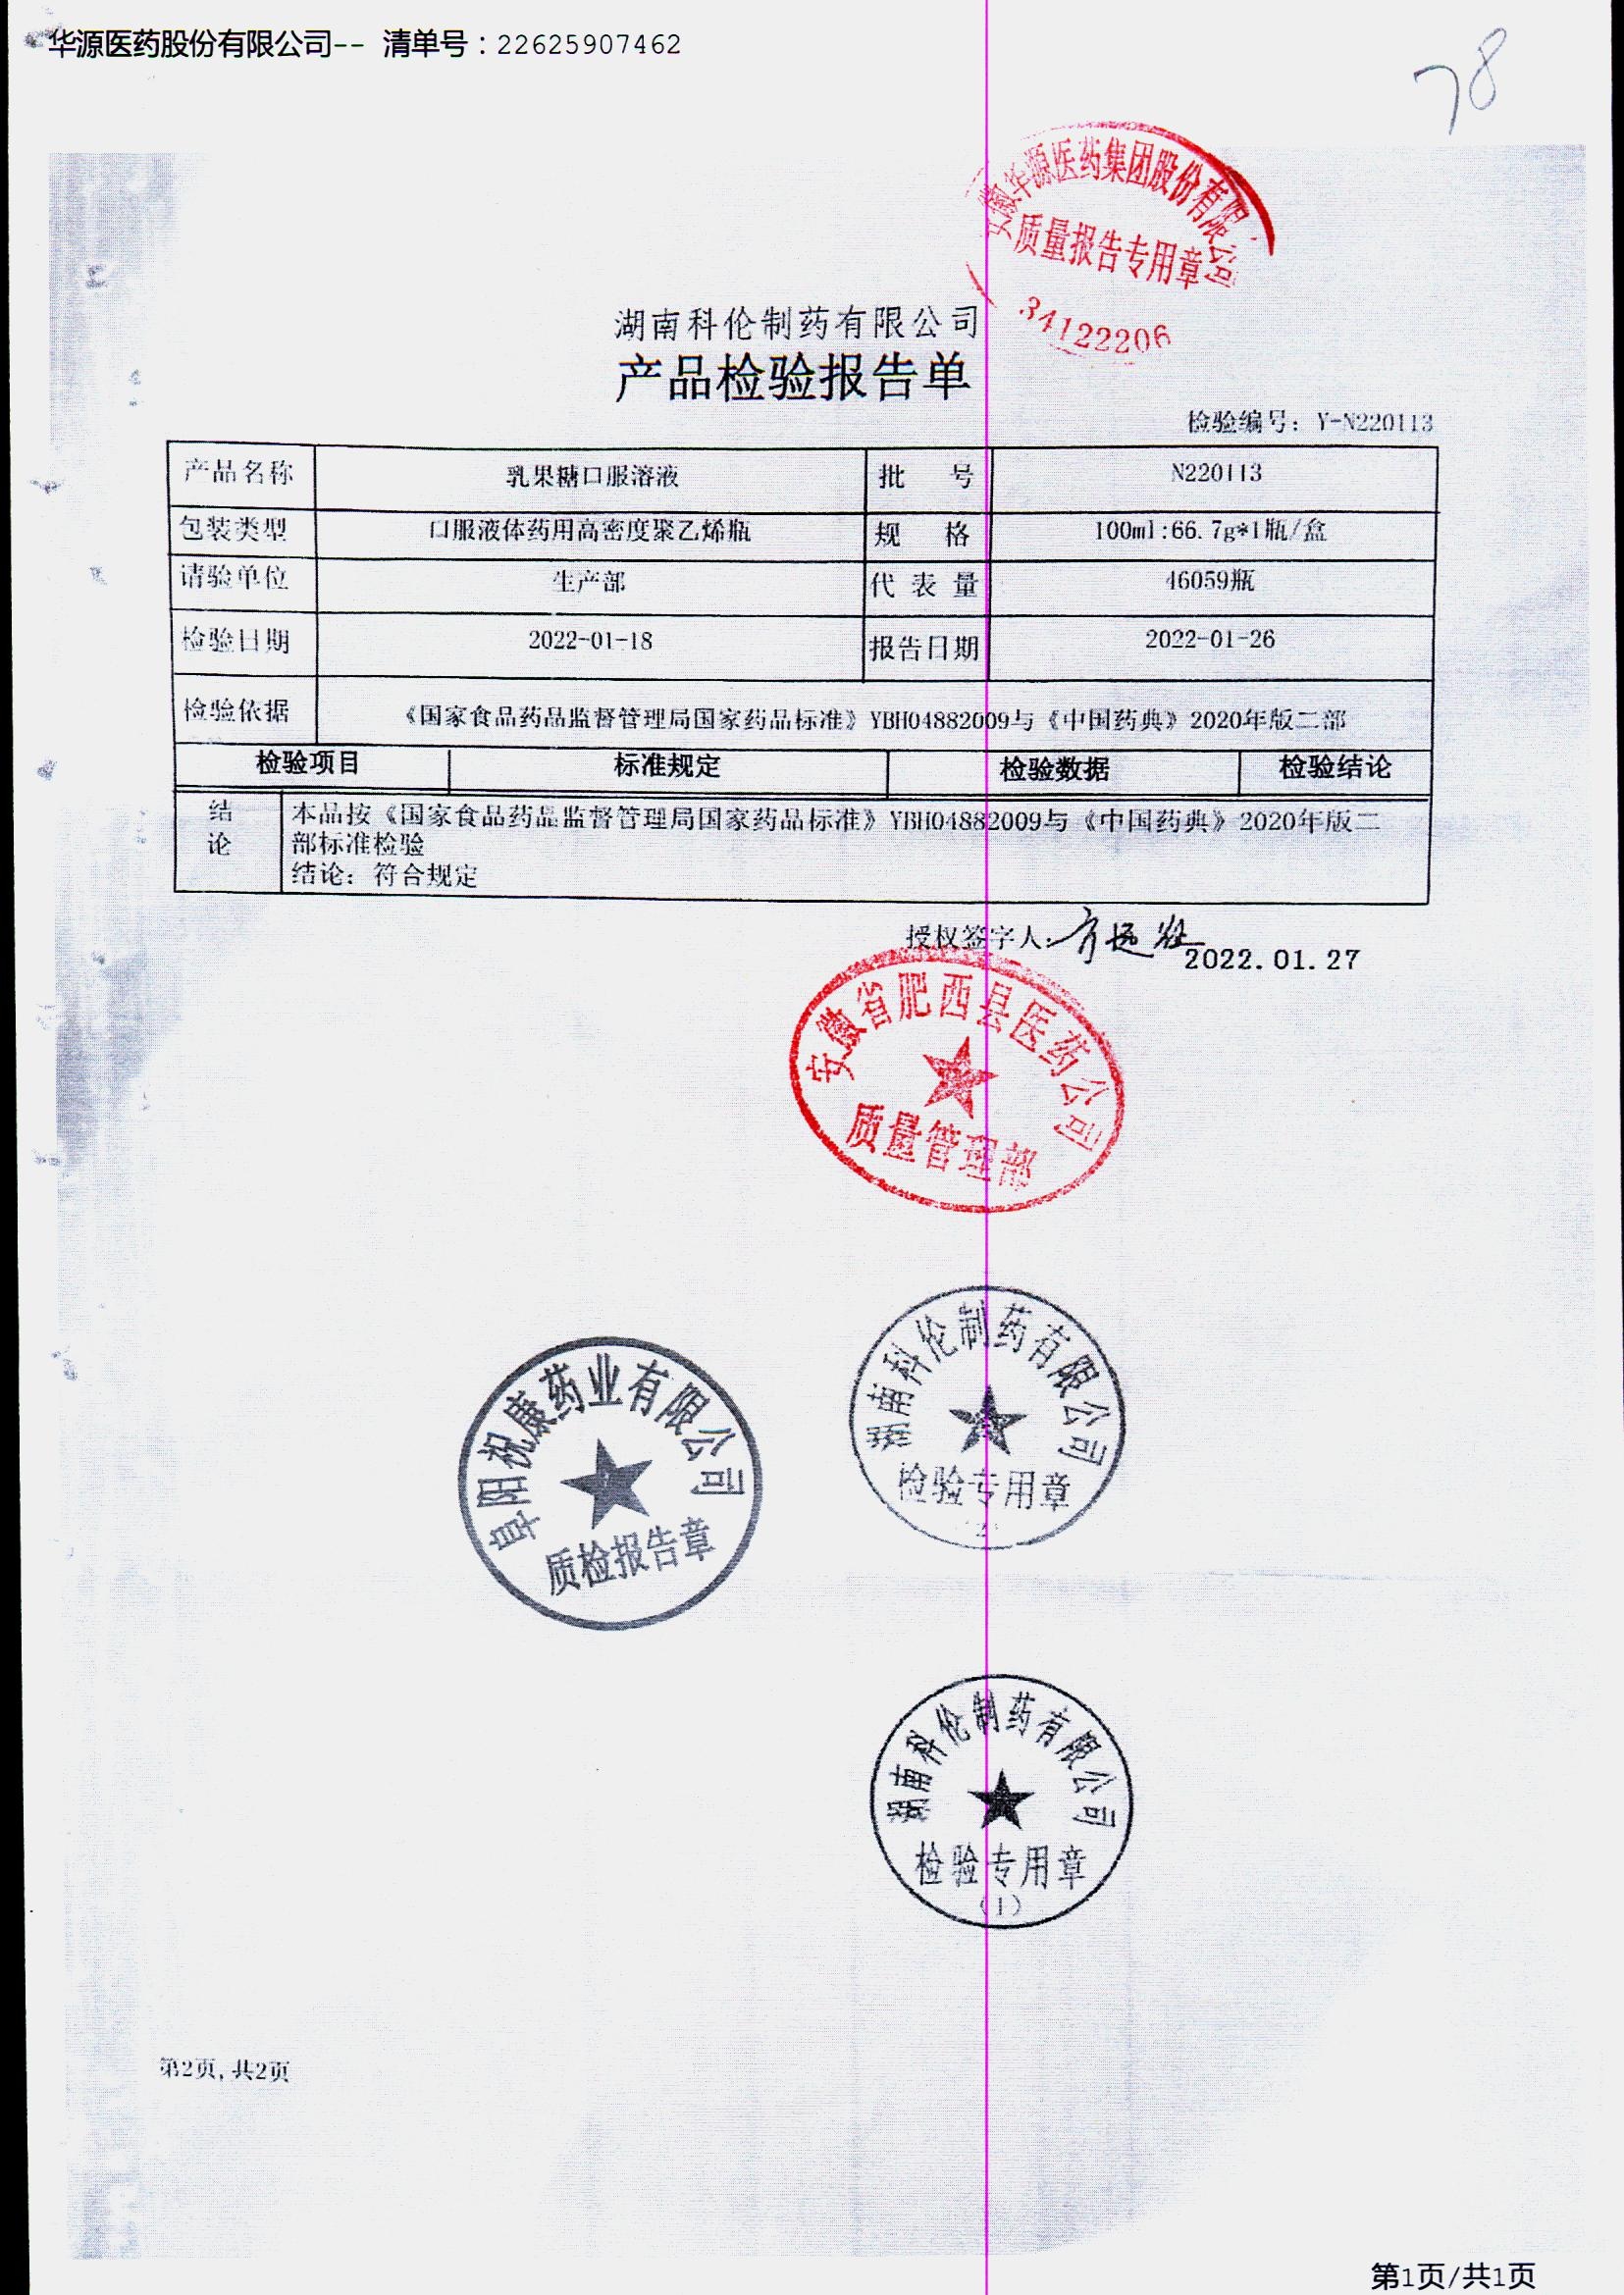 华源医药股份有限公司-- 清单号：22625907462
78
安徽华源医药集团股份有限公司
质量报告专用章
34122206
湖南科伦制药有限公司
产品检验报告单
检验编号：Y-N220113
产品名称 乳果糖口服溶液 批 号 N220113
包装类型 口服液体药用高密度聚乙烯瓶 规 格 100ml:66.7g*1瓶/盒
请验单位 生产部 代表量 46059瓶
检验日期 2022-01-18 报告日期 2022-01-26
检验依据 《国家食品药品监督管理局国家药品标准》YBH04882009与《中国药典》2020年版二部
检验项目 标准规定 检验数据 检验结论
结论 本品按《国家食品药品监督管理局国家药品标准》YBH04882009与《中国药典》2020年版二
部标准检验
结论：符合规定
授权签字人：
2022.01.27
安徽省肥西县医药公司
质量管理部
湖南科伦制药有限公司
检验专用章
(2)
阜阳祝康药业有限公司
质检报告章
湖南科伦制药有限公司
检验专用章
(1)
第2页,共2页
第1页/共1页